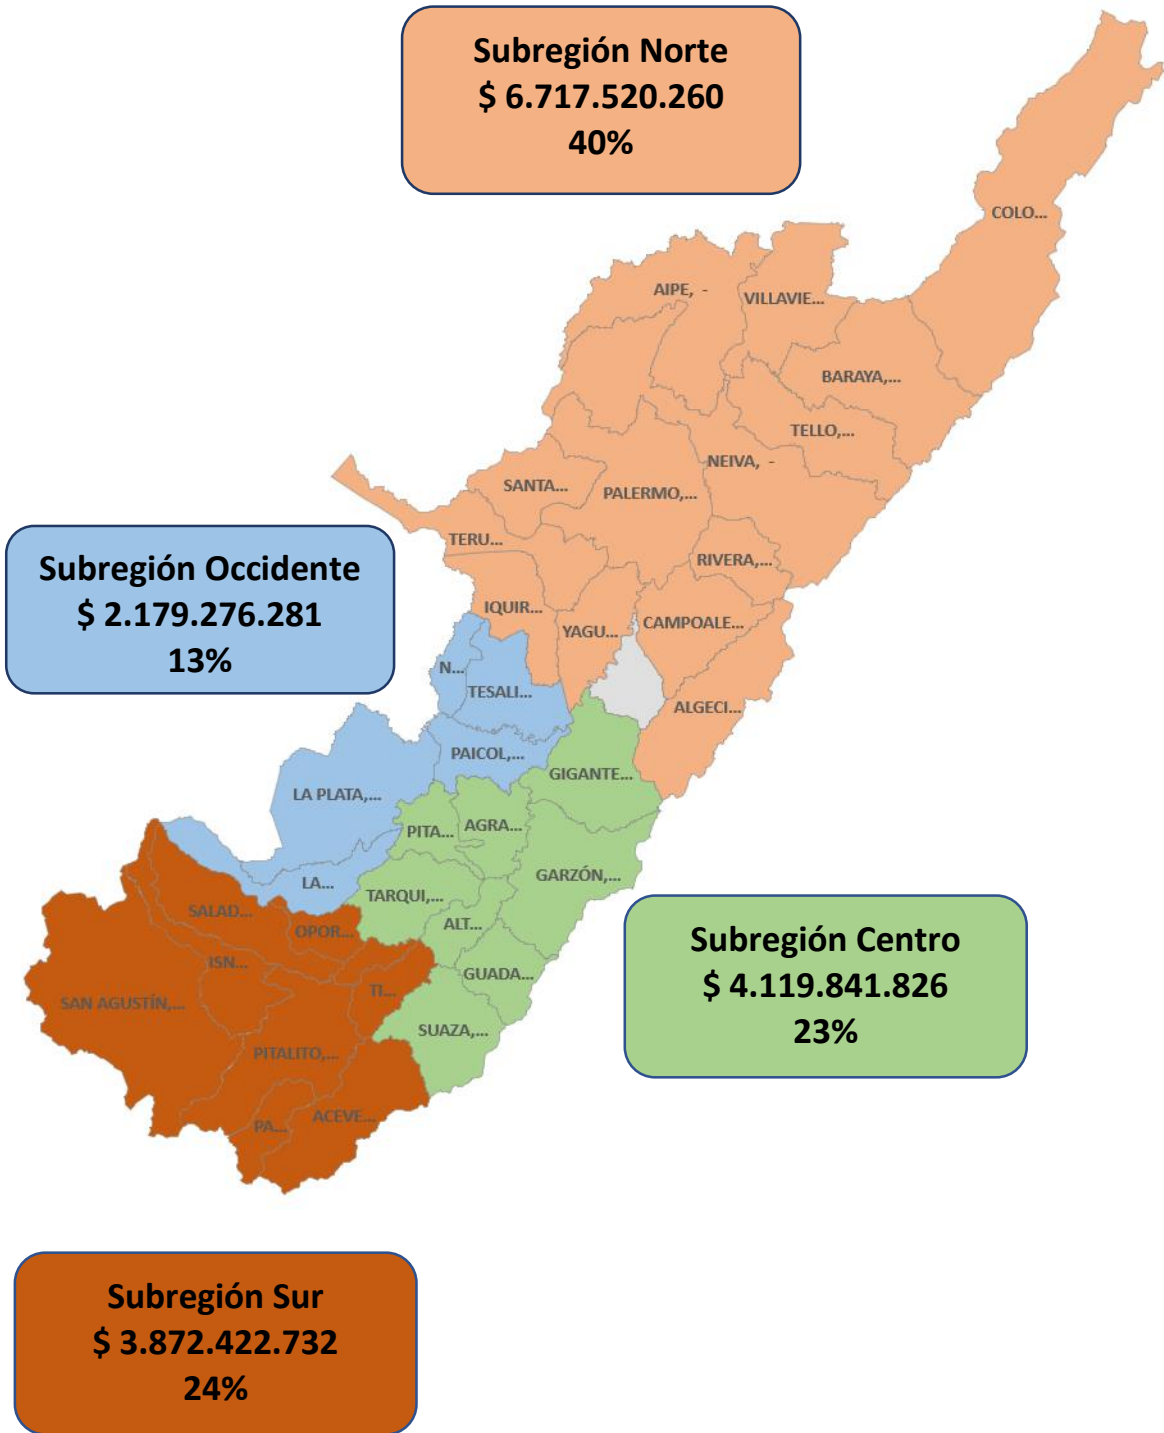 Subregión Norte
$ 6.717.520.260
40%
COLO...
AIPE, -
VILLAVIE...
BARAYA,...
TELLO,...
NEIVA, -
SANTA...
PALERMO,...
TERU...
RIVERA,...
Subregión Occidente
$ 2.179.276.281
13%
IQUIR...
YAGU...
CAMPOALE...
N...
TESALI...
ALGECI...
PAICOL,...
GIGANTE...
LA PLATA,...
PITA...
AGRA...
GARZÓN,...
LA...
TARQUI,...
SALAD...
OPOR...
ALT...
Subregión Centro
$ 4.119.841.826
23%
ISN...
GUADA...
SAN AGUSTÍN,...
TI...
SUAZA,...
PITALITO,...
ACEVE...
PA...
Subregión Sur
$ 3.872.422.732
24%